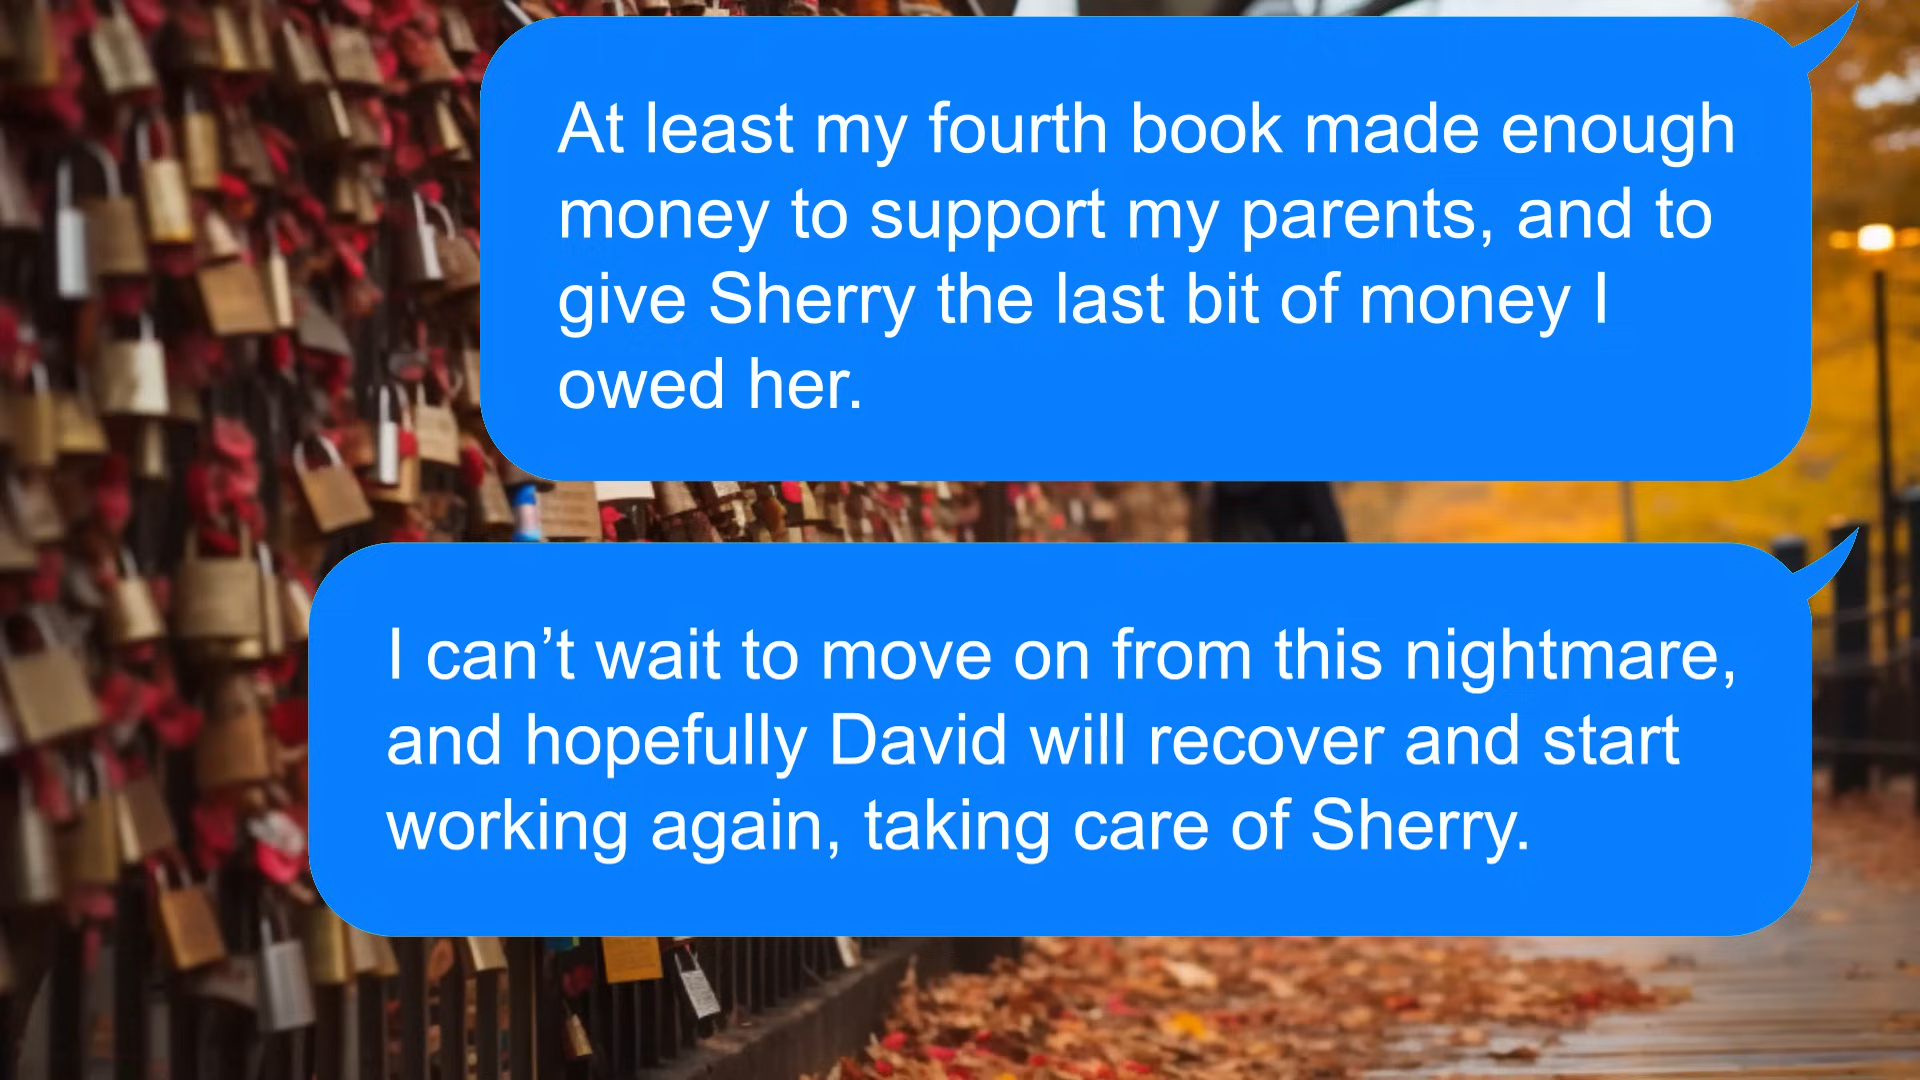 At least my fourth book made enough
money to support my parents, and to
give Sherry the last bit of money I
owed her.
I can’t wait to move on from this nightmare,
and hopefully David will recover and start
working again, taking care of Sherry.